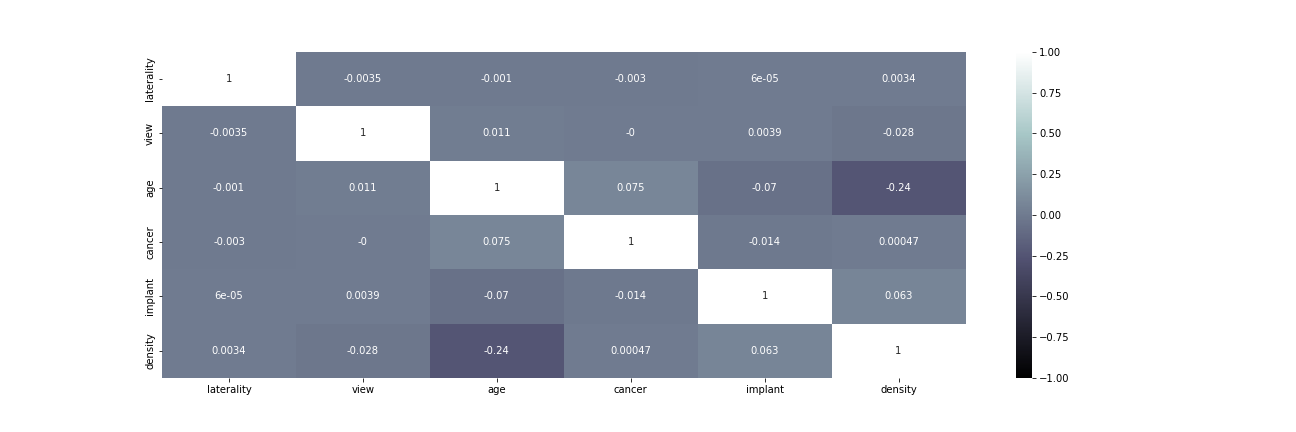 laterality 1 -0.0035 -0.001 -0.003 6e-05 0.0034
view -0.0035 1 0.011 -0 0.0039 -0.028
age -0.001 0.011 1 0.075 -0.07 -0.24
cancer -0.003 -0 0.075 1 -0.014 0.00047
implant 6e-05 0.0039 -0.07 -0.014 1 0.063
density 0.0034 -0.028 -0.24 0.00047 0.063 1
laterality view age cancer implant density
1.00
0.75
0.50
0.25
0.00
−0.25
−0.50
−0.75
−1.00